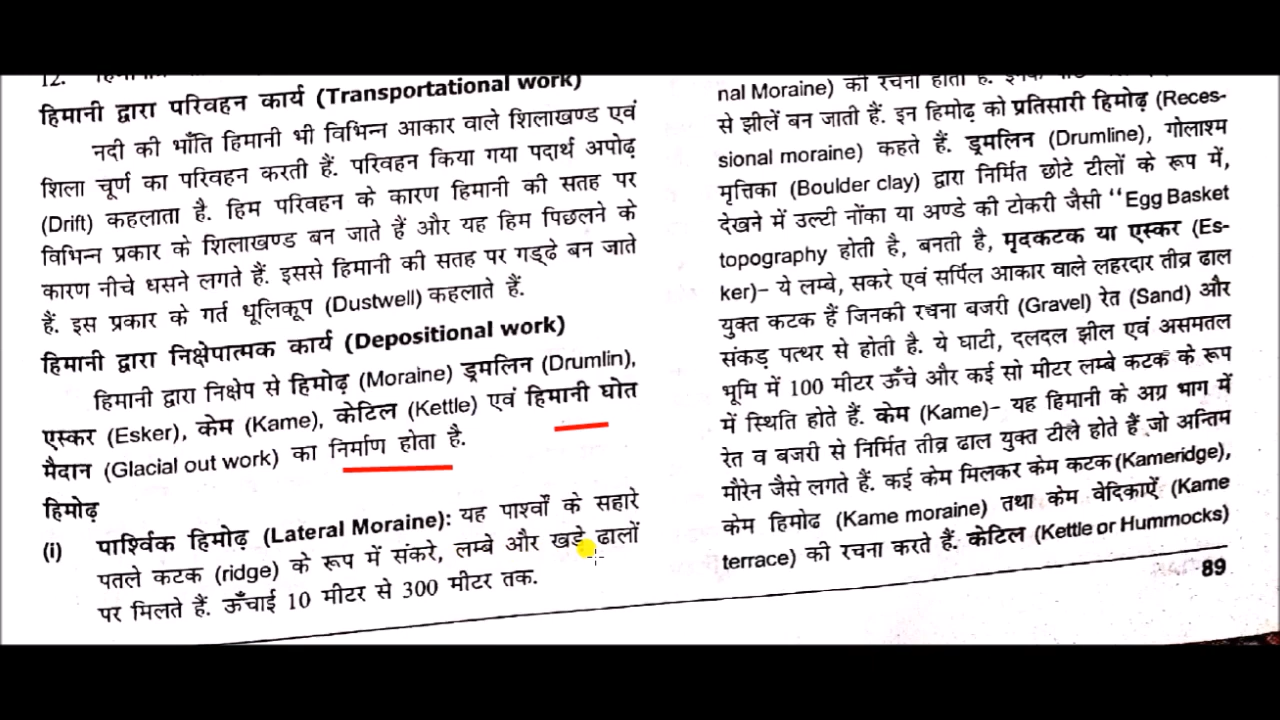 12.
हिमानी द्वारा परिवहन कार्य (Transportational work)
नदी की भाँति हिमानी भी विभिन्न आकार वाले शिलाखण्ड एवं
शिला चूर्ण का परिवहन करती हैं. परिवहन किया गया पदार्थ अपोढ़
(Drift) कहलाता है. हिम परिवहन के कारण हिमानी की सतह पर
विभिन्न प्रकार के शिलाखण्ड बन जाते हैं और यह हिम पिछलने के
कारण नीचे धसने लगते हैं. इससे हिमानी की सतह पर गड्ढे बन जाते
हैं. इस प्रकार के गर्त धूलिकूप (Dustwell) कहलाते हैं.
हिमानी द्वारा निक्षेपात्मक कार्य (Depositional work)
हिमानी द्वारा निक्षेप से हिमोढ़ (Moraine) ड्रमलिन (Drumlin),
एस्कर (Esker), केम (Kame), केटिल (Kettle) एवं हिमानी घोत
मैदान (Glacial out work) का निर्माण होता है.
हिमोढ़
(i) पार्श्विक हिमोढ़ (Lateral Moraine): यह पार्श्वों के सहारे
पतले कटक (ridge) के रूप में संकरे, लम्बे और खड़े ढालों
पर मिलते हैं. ऊँचाई 10 मीटर से 300 मीटर तक.
nal Moraine) की रचना होती है.
से झीलें बन जाती हैं. इन हिमोढ़ को प्रतिसारी हिमोढ़ (Reces-
sional moraine) कहते हैं. ड्रमलिन (Drumline), गोलाश्म
मृत्तिका (Boulder clay) द्वारा निर्मित छोटे टीलों के रूप में,
देखने में उल्टी नोंका या अण्डे की टोकरी जैसी "Egg Basket
topography होती है, बनती है, मृदकटक या एस्कर (Es-
ker)- ये लम्बे, सकरे एवं सर्पिल आकार वाले लहरदार तीव्र ढाल
युक्त कटक हैं जिनकी रचना बजरी (Gravel) रेत (Sand) और
संकड़ पत्थर से होती है. ये घाटी, दलदल झील एवं असमतल
भूमि में 100 मीटर ऊँचे और कई सो मीटर लम्बे कटक के रूप
में स्थिति होते हैं. केम (Kame)- यह हिमानी के अग्र भाग में
रेत व बजरी से निर्मित तीव्र ढाल युक्त टीले होते हैं जो अन्तिम
मौरेन जैसे लगते हैं. कई केम मिलकर केम कटक (Kameridge),
केम हिमोढ (Kame moraine) तथा केम वेदिकाऐं (Kame
terrace) की रचना करते हैं. केटिल (Kettle or Hummocks)
89